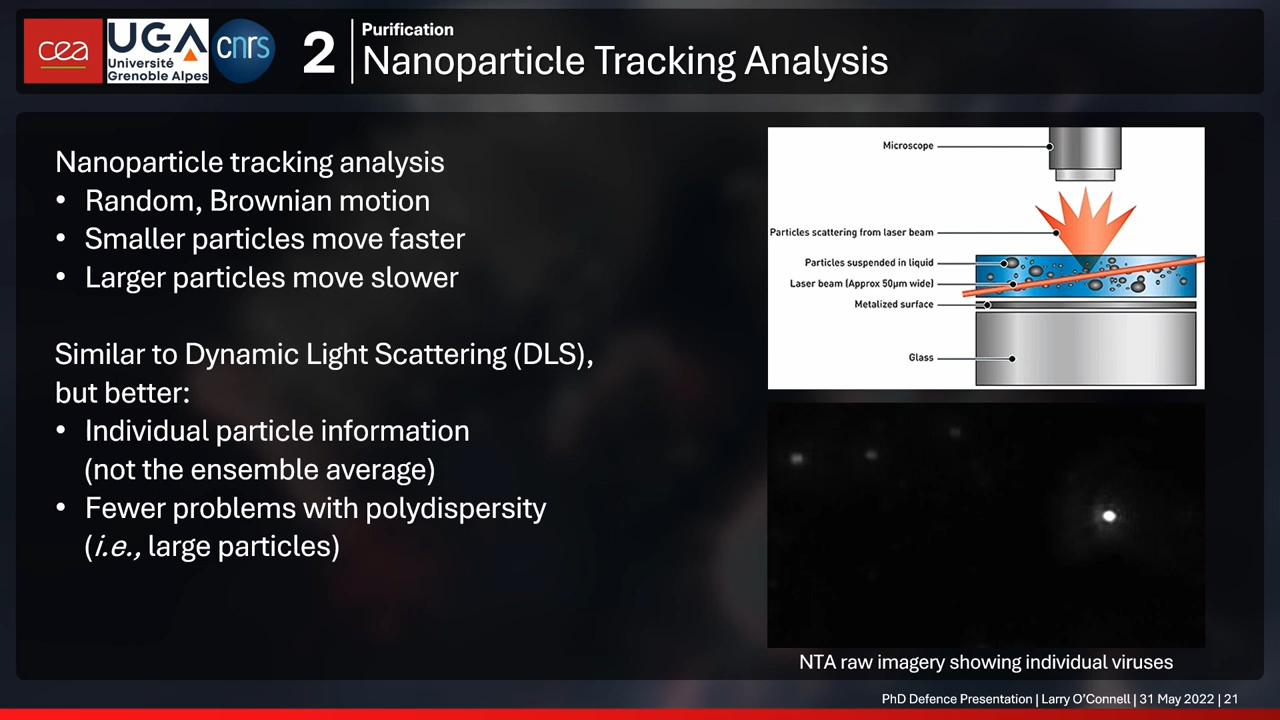 cea
UGA
Université
Grenoble Alpes
cnrs
2
Purification
Nanoparticle Tracking Analysis
Nanoparticle tracking analysis
• Random, Brownian motion
• Smaller particles move faster
• Larger particles move slower
Similar to Dynamic Light Scattering (DLS),
but better:
• Individual particle information
(not the ensemble average)
• Fewer problems with polydispersity
(i.e., large particles)
Microscope
Particles scattering from laser beam
Particles suspended in liquid
Laser beam (Approx 50µm wide)
Metalized surface
Glass
NTA raw imagery showing individual viruses
PhD Defence Presentation | Larry O’Connell | 31 May 2022 | 21